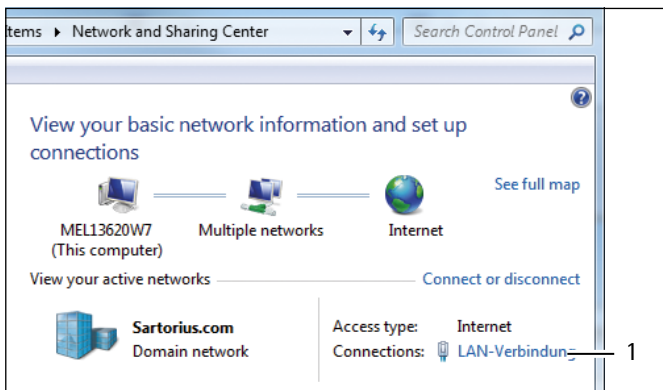 tems ▸ Network and Sharing Center
Search Control Panel
View your basic network information and set up
connections
See full map
MEL13620W7
(This computer)
Multiple networks
Internet
View your active networks
Connect or disconnect
Sartorius.com
Domain network
Access type: Internet
Connections: LAN-Verbindung
1